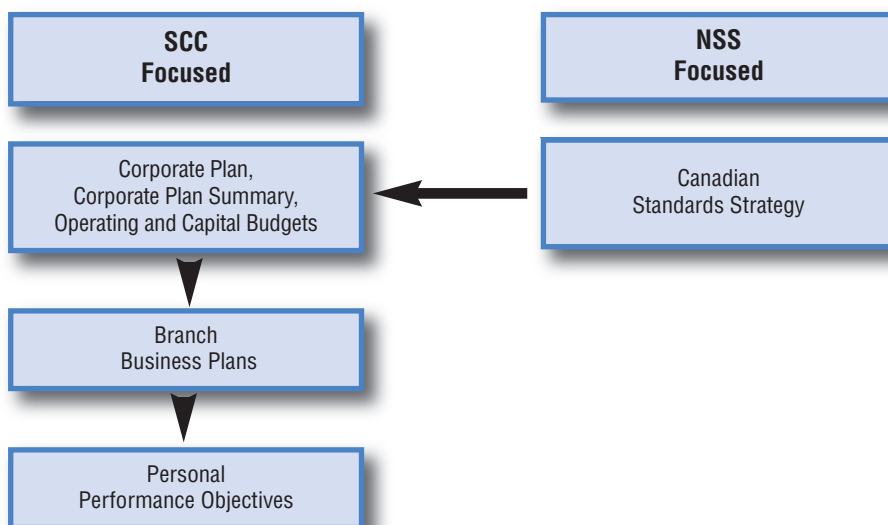 SCC
Focused
NSS
Focused
Corporate Plan,
Corporate Plan Summary,
Operating and Capital Budgets
Canadian
Standards Strategy
Branch
Business Plans
Personal
Performance Objectives